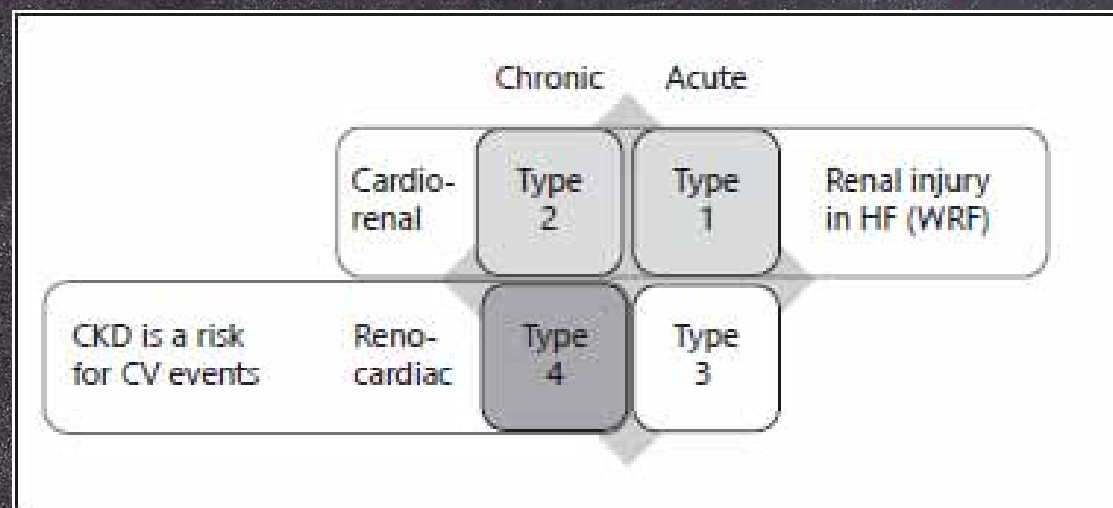 Chronic
Acute
Cardio-
renal
Type
2
Type
1
Renal injury
in HF (WRF)
CKD is a risk
for CV events
Reno-
cardiac
Type
4
Type
3